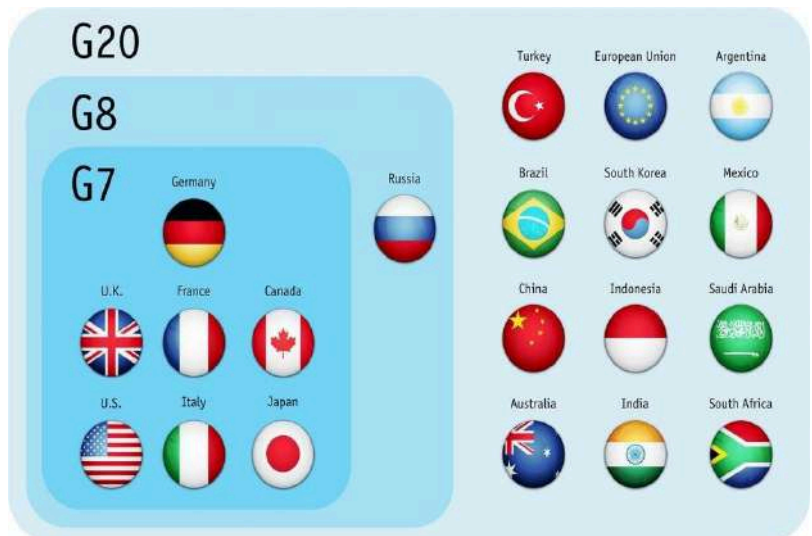 G20
G8
G7
Germany
U.K.
France
Canada
U.S.
Italy
Japan
Russia
Turkey
European Union
Argentina
Brazil
South Korea
Mexico
China
Indonesia
Saudi Arabia
Australia
India
South Africa